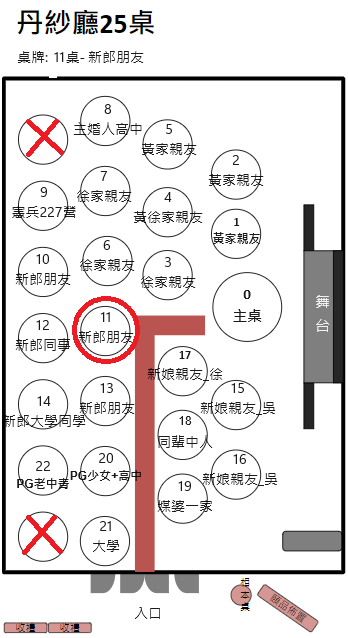 丹紗廳25桌
桌牌: 11桌- 新郎朋友
8
主婚人高中
5
黃家親友
2
黃家親友
7
徐家親友
9
憲兵227營
4
黃徐家親友
1
黃家親友
6
徐家親友
10
新郎朋友
3
徐家親友
0
主桌
舞
台
11
新郎朋友
12
新郎同事
17
新娘親友_徐
15
新娘親友_吳
13
新郎朋友
14
新郎大學同學
18
同輩中人
16
新娘親友_吳
20
PG少女+高中
22
PG老中青
19
媒婆一家
21
大學
入口
相
本
桌
收禮
收禮